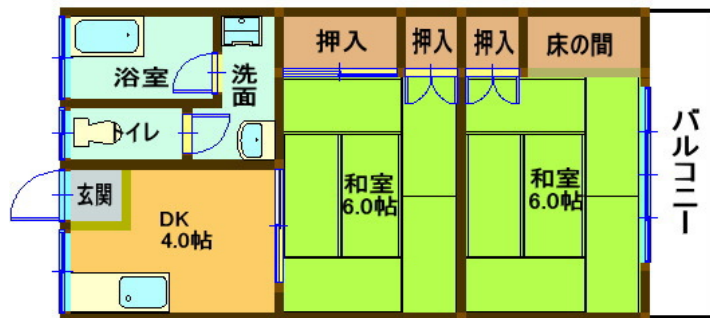 押入
押入
押入
床の間
浴室
洗面
トイレ
バルコニー
玄関
和室
6.0帖
和室
6.0帖
DK
4.0帖